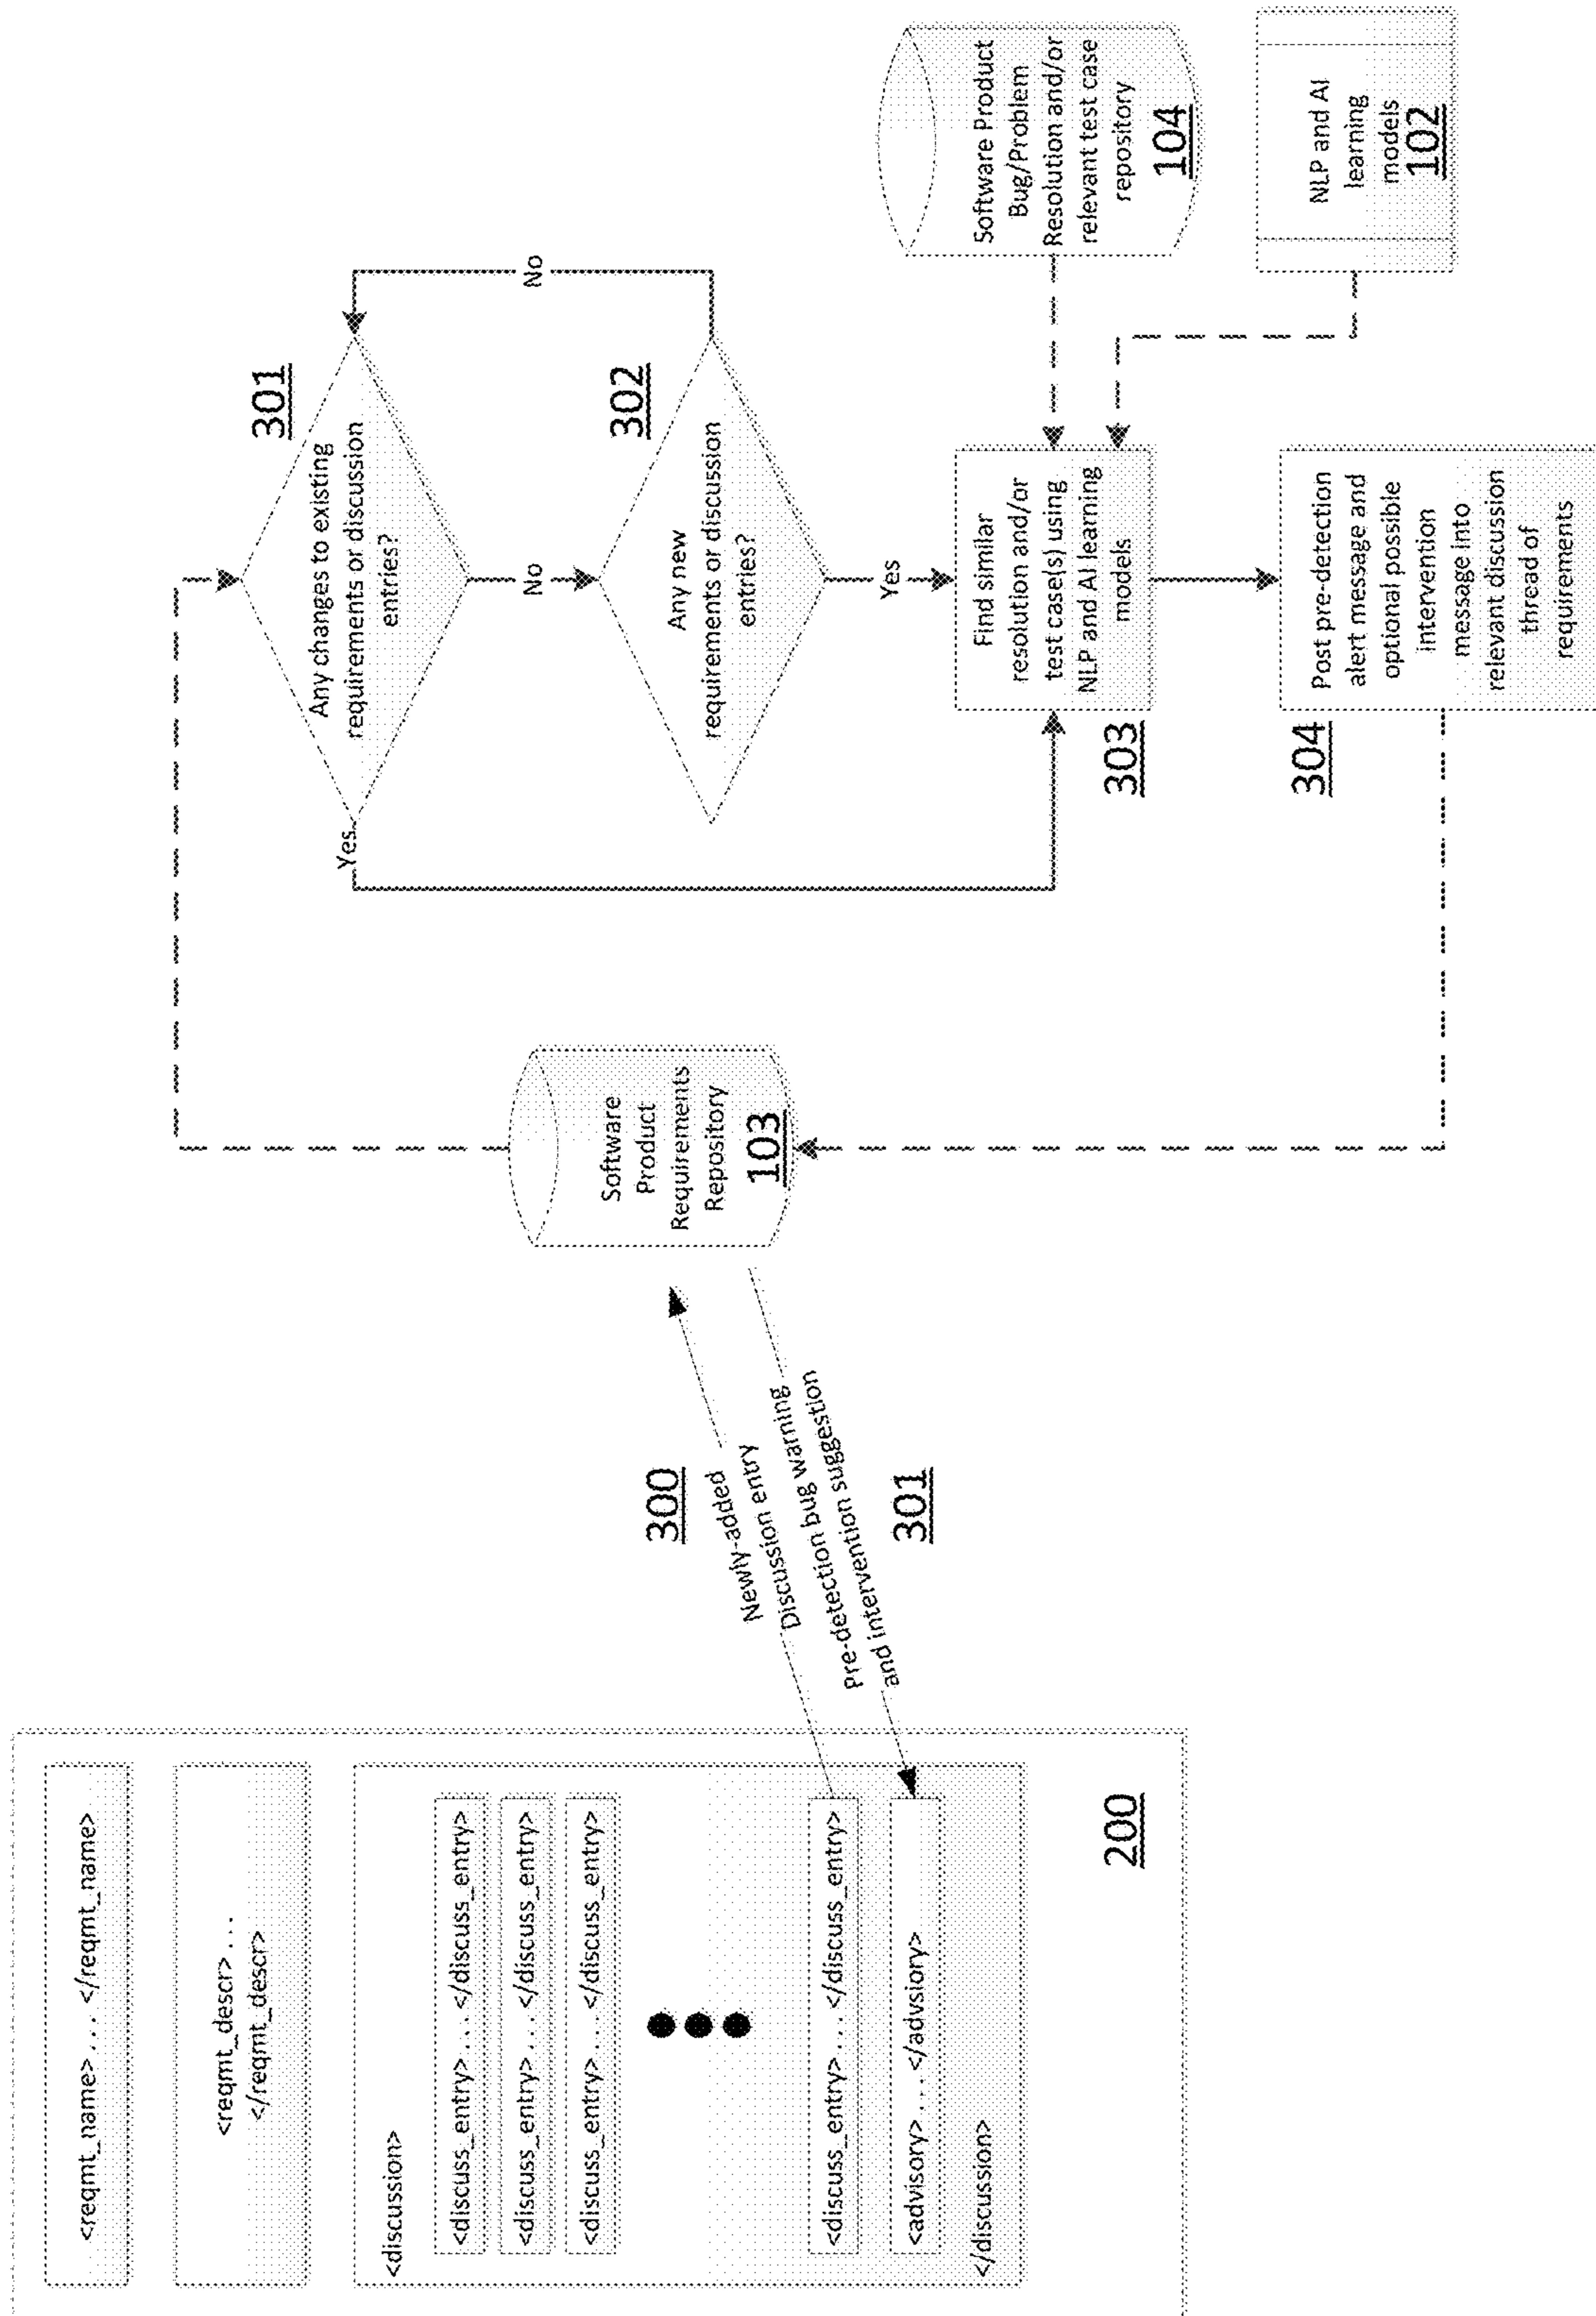 <reqmt_name>... </reqmt_name>
<reqmt_descr>...
</reqmt_descr>
<discussion>
<discuss_entry>... </discuss_entry>
<discuss_entry>... </discuss_entry>
<discuss_entry>... </discuss_entry>
<discuss_entry>... </discuss_entry>
<advisory>... </advsiory>
</discussion>
200
300
Newly-added
Discussion entry
Pre-detection bug suggestion
and intervention
warning
301
Software
Product
Requirements
Repository
103
Any changes to existing
requirements or discussion
entries?
301
Yes
No
Any new
requirements or discussion
entries?
302
No
Yes
Find similar
resolution and/or
test case(s) using
NLP and AI learning
models
303
Post pre-detection
alert message and
optional possible
intervention
message into
relevant discussion
thread of
requirements
304
Software Product
Bug/Problem
Resolution and/or
relevant test case
repository
104
NLP and AI
learning
models
102